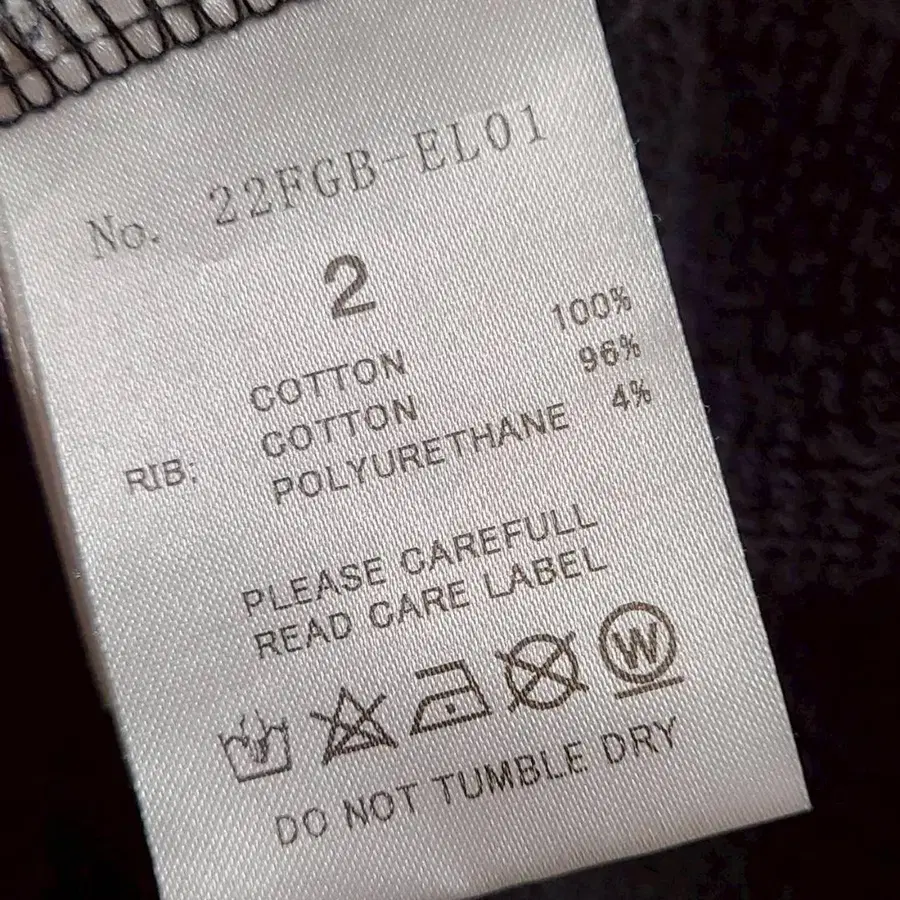 No. 22FGB-EL01
2
COTTON 100%
RIB: COTTON 96%
POLYURETHANE 4%
PLEASE CAREFULL
READ CARE LABEL
W
DO NOT TUMBLE DRY